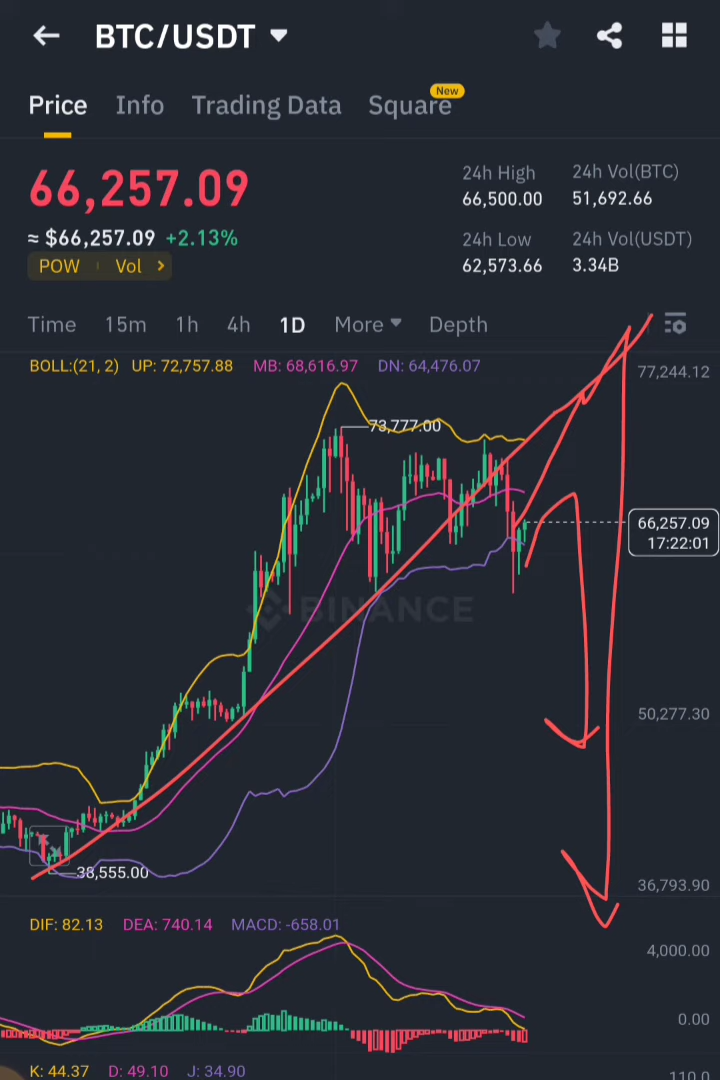 BTC/USDT
Price Info Trading Data Square New
66,257.09
≈ $66,257.09 +2.13%
POW Vol >
24h High 24h Vol(BTC)
66,500.00 51,692.66
24h Low 24h Vol(USDT)
62,573.66 3.34B
Time 15m 1h 4h 1D More Depth
BOLL:(21, 2) UP: 72,757.88 MB: 68,616.97 DN: 64,476.07
77,244.12
73,777.00
66,257.09
17:22:01
BINANCE
50,277.30
38,555.00
36,793.90
DIF: 82.13 DEA: 740.14 MACD: -658.01
4,000.00
0.00
K: 44.37 D: 49.10 J: 34.90
110.0